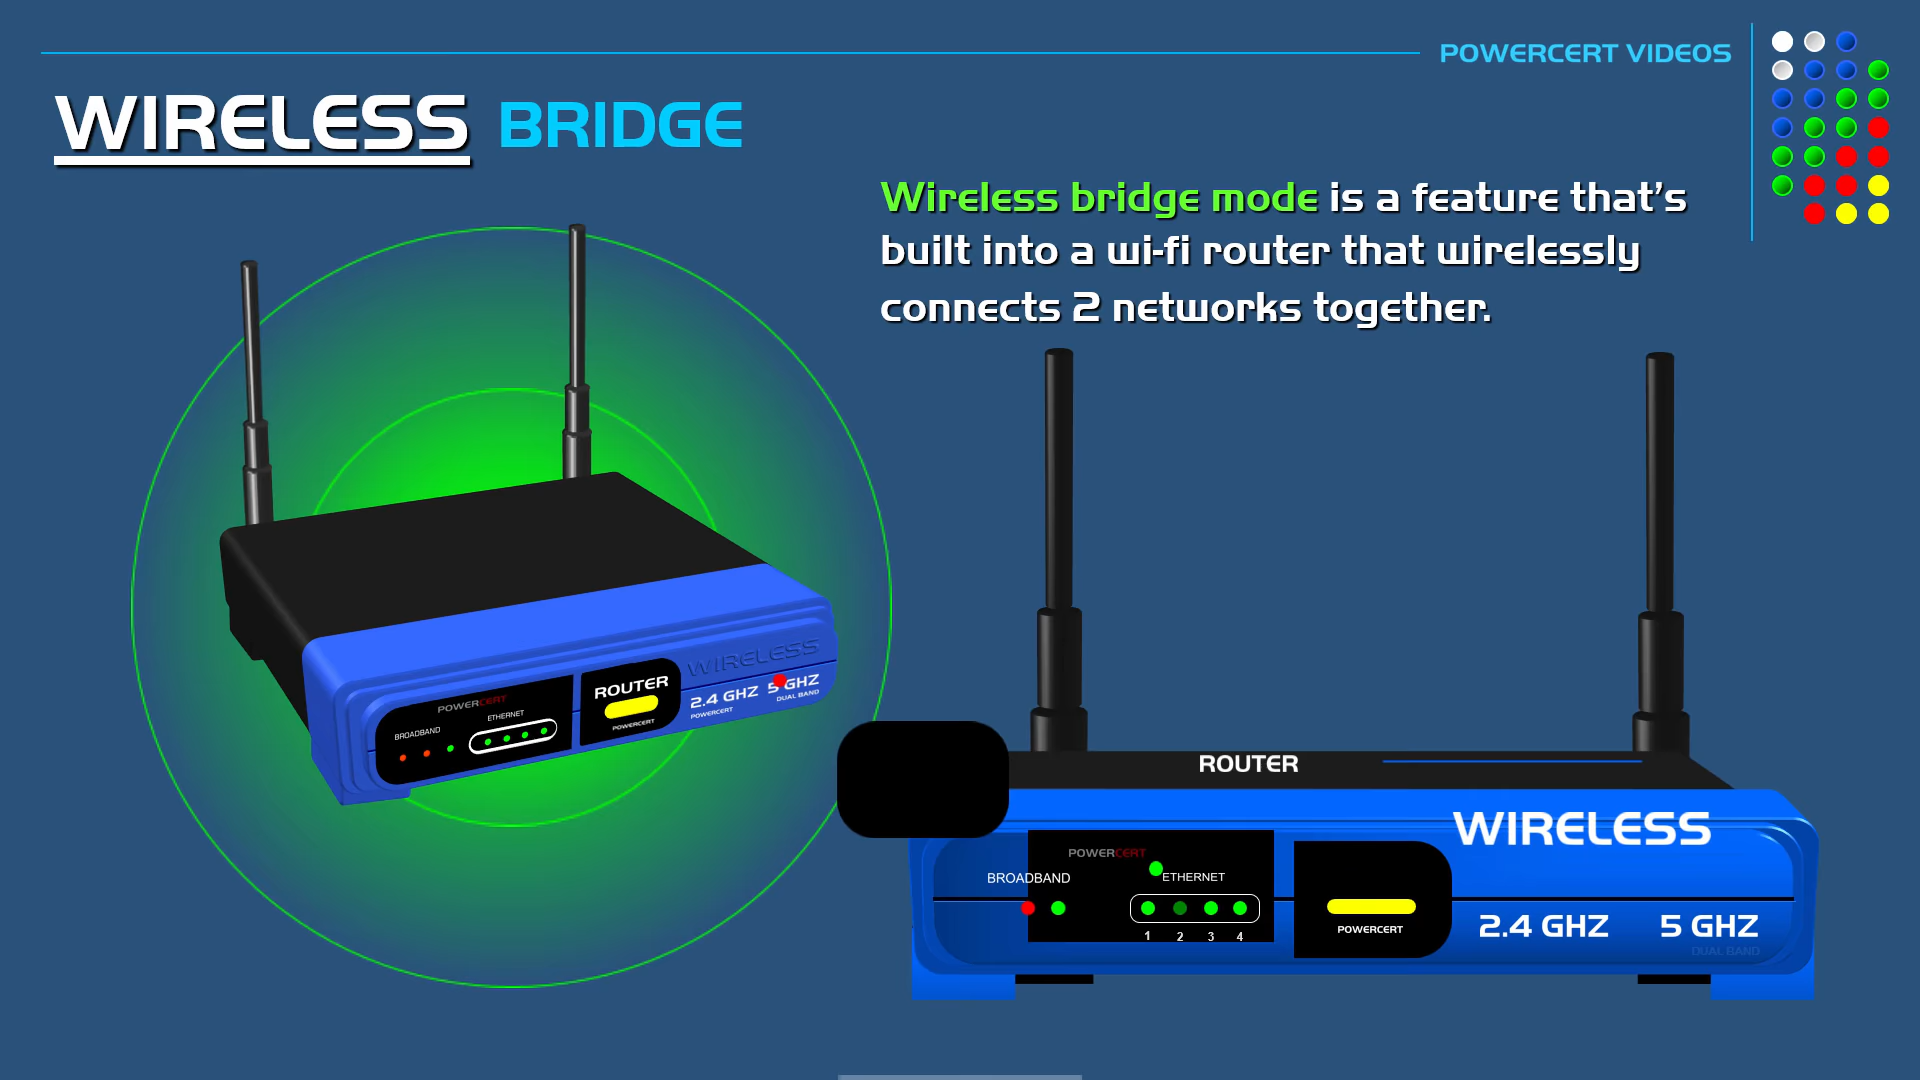 POWERCERT VIDEOS
WIRELESS BRIDGE
Wireless bridge mode is a feature that's
built into a wi-fi router that wirelessly
connects 2 networks together.
POWERCERT
BROADBAND
ETHERNET
ROUTER
POWERCERT
WIRELESS
2.4 GHZ 5 GHZ
POWERCERT
DUAL BAND
ROUTER
WIRELESS
POWERCERT
BROADBAND
ETHERNET
1 2 3 4
POWERCERT
2.4 GHZ 5 GHZ
DUAL BAND